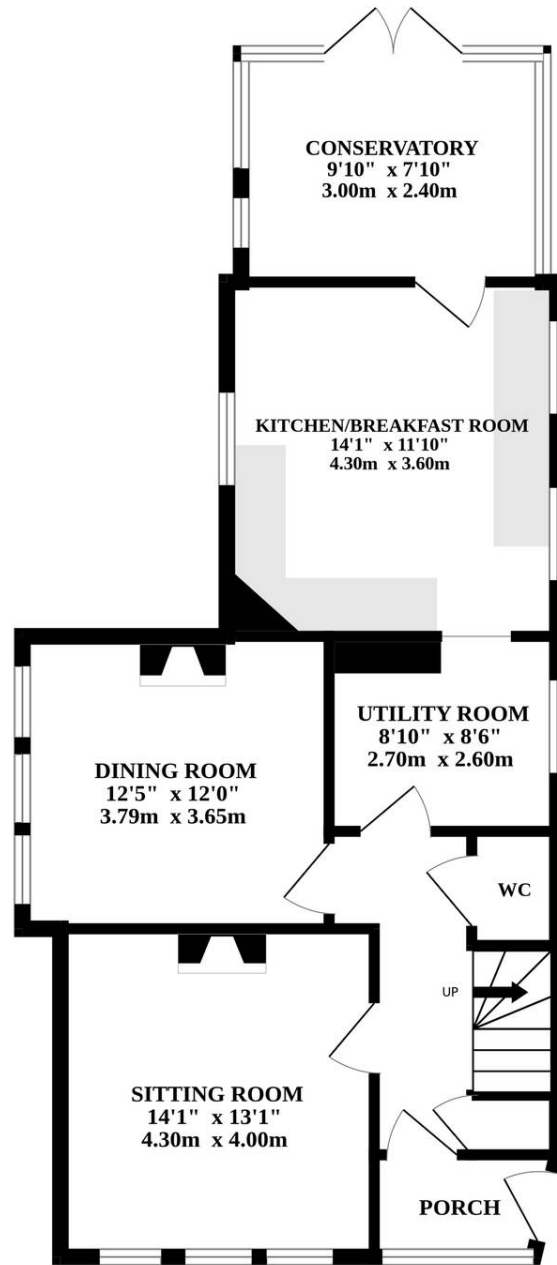 CONSERVATORY
9'10" x 7'10"
3.00m x 2.40m
KITCHEN/BREAKFAST ROOM
14'1" x 11'10"
4.30m x 3.60m
UTILITY ROOM
8'10" x 8'6"
2.70m x 2.60m
DINING ROOM
12'5" x 12'0"
3.79m x 3.65m
WC
UP
SITTING ROOM
14'1" x 13'1"
4.30m x 4.00m
PORCH